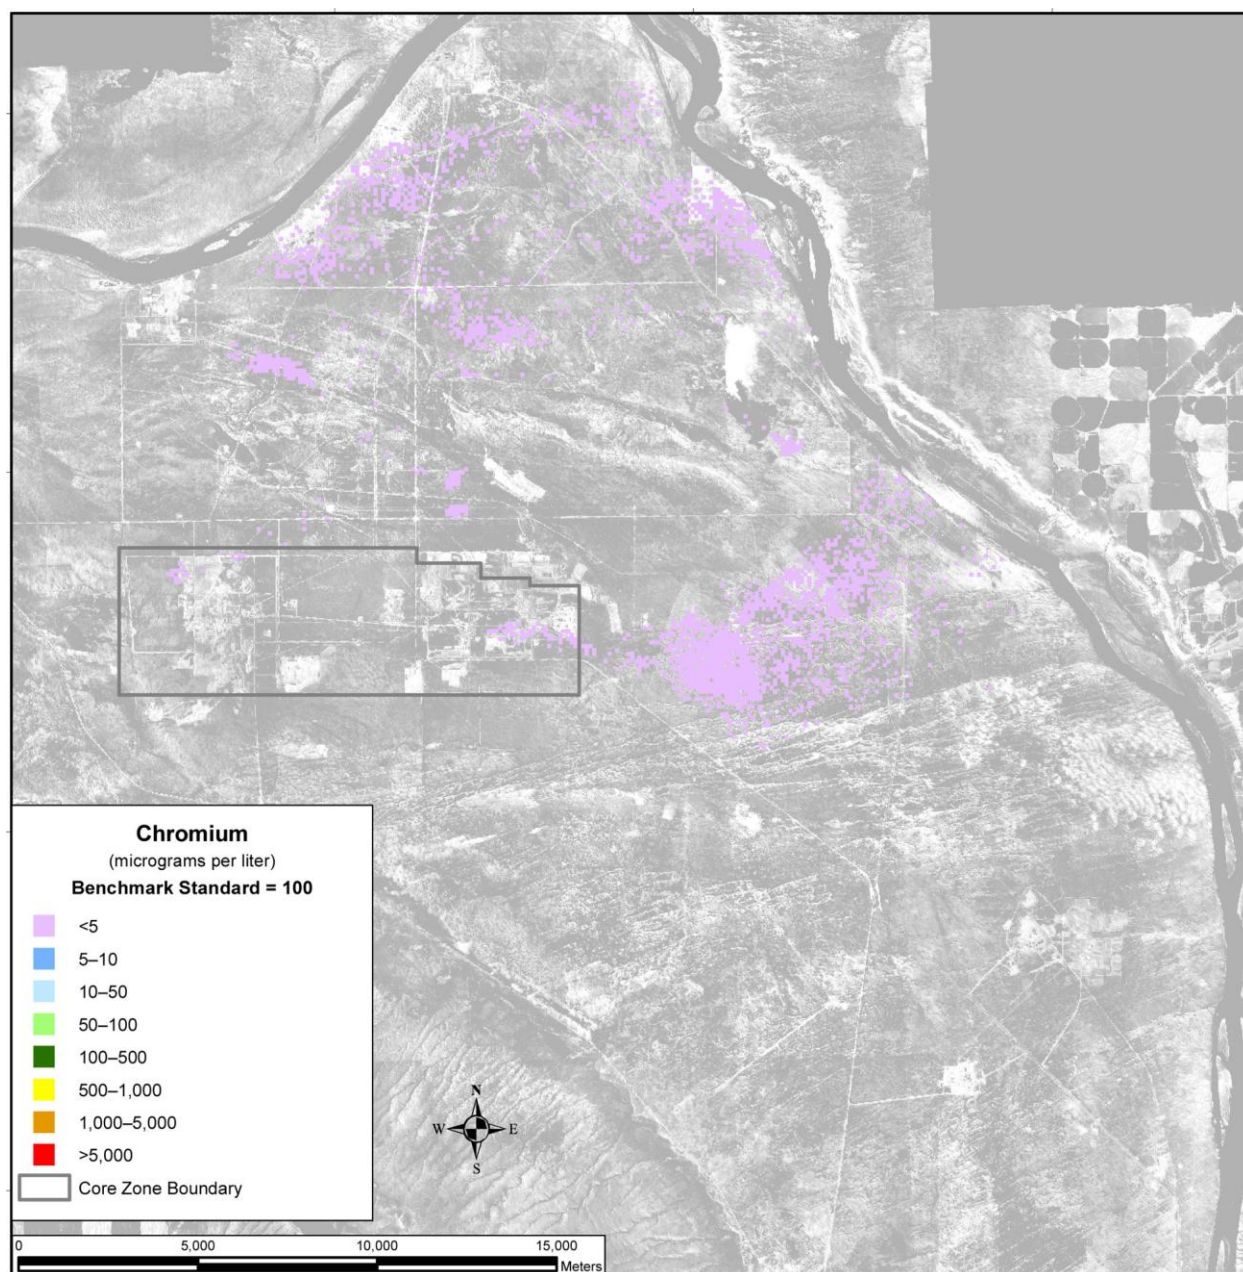 Chromium
(micrograms per liter)
Benchmark Standard = 100
<5
5–10
10–50
50–100
100–500
500–1,000
1,000–5,000
>5,000
Core Zone Boundary
N
W E
S
0 5,000 10,000 15,000
Meters